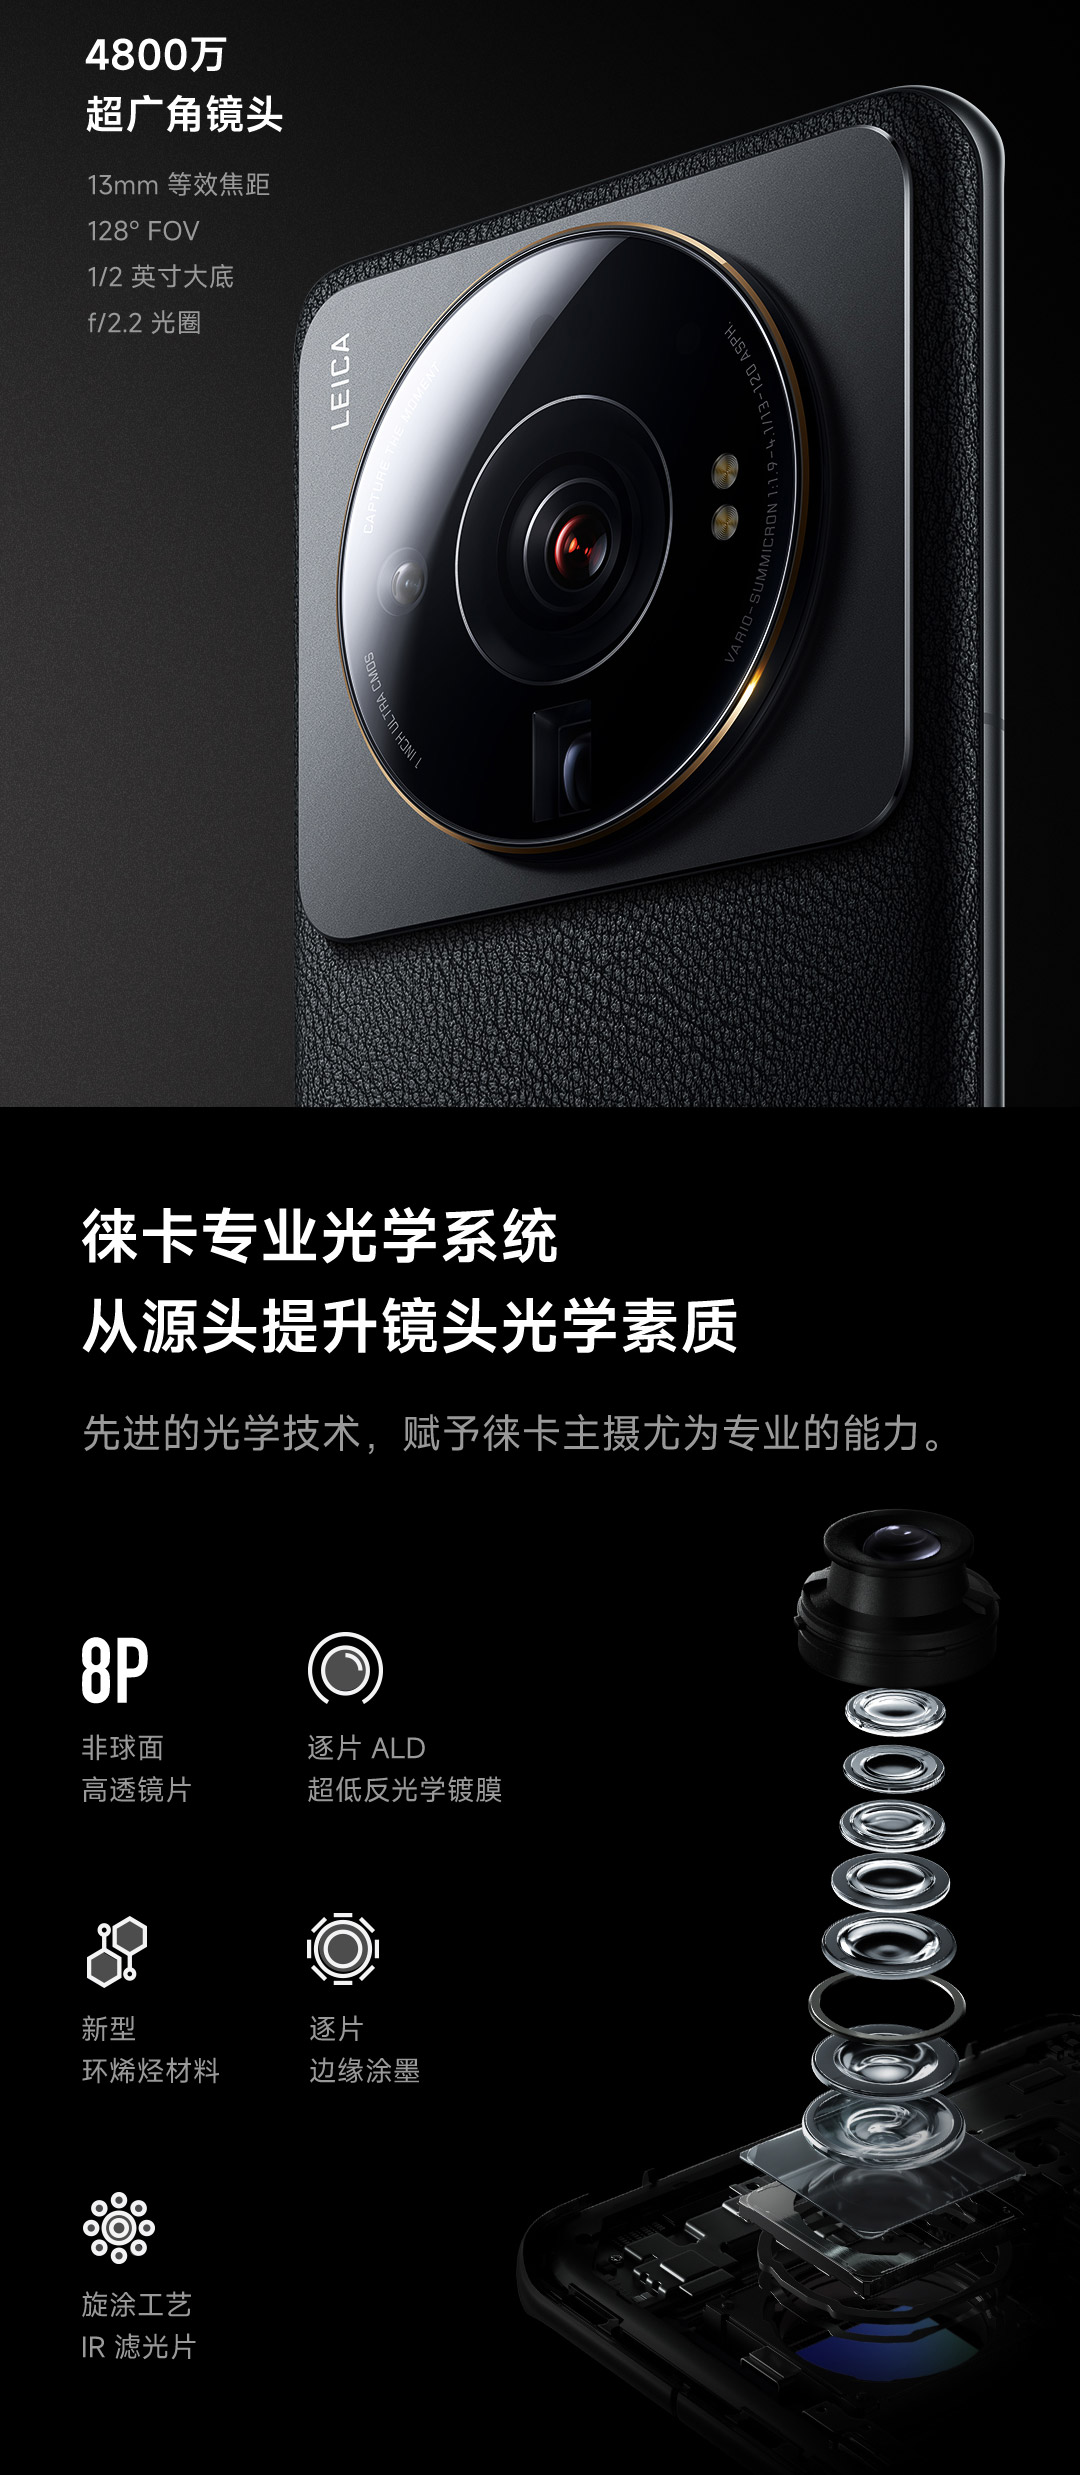 4800万
超广角镜头
13mm 等效焦距
128° FOV
1/2 英寸大底
f/2.2 光圈
LEICA
CAPTURE THE MOMENT
VARIO-SUMMICRON 1:1.9-4.1/13-120 ASPH.
1 INCH ULTRA CMOS
徕卡专业光学系统
从源头提升镜头光学素质
先进的光学技术，赋予徕卡主摄尤为专业的能力。
8P
非球面
高透镜片
逐片 ALD
超低反光学镀膜
新型
环烯烃材料
逐片
边缘涂墨
旋涂工艺
IR 滤光片